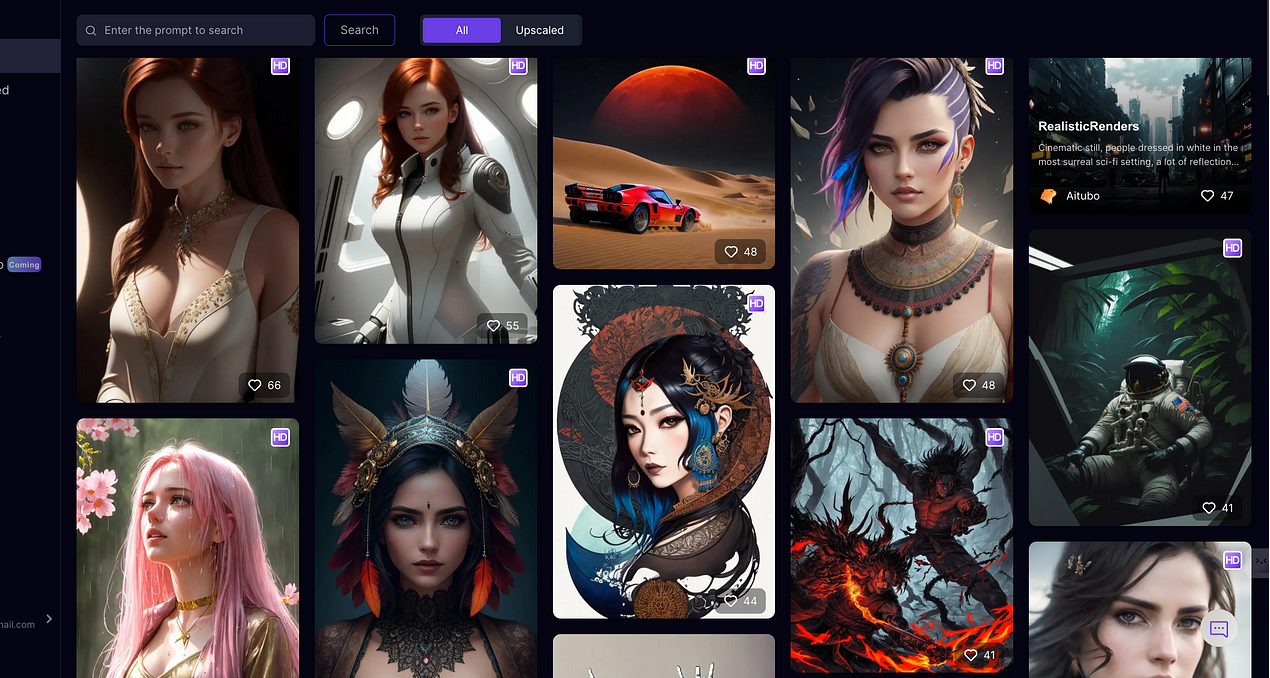 Enter the prompt to search
Search
All
Upscaled
HD
HD
HD
HD
RealisticRenders
Cinematic still, people dressed in white in the
most surreal sci-fi setting, a lot of reflection...
Aitubo
47
ed
48
HD
Coming
HD
55
HD
66
48
HD
HD
41
HD
44
nail.com
41